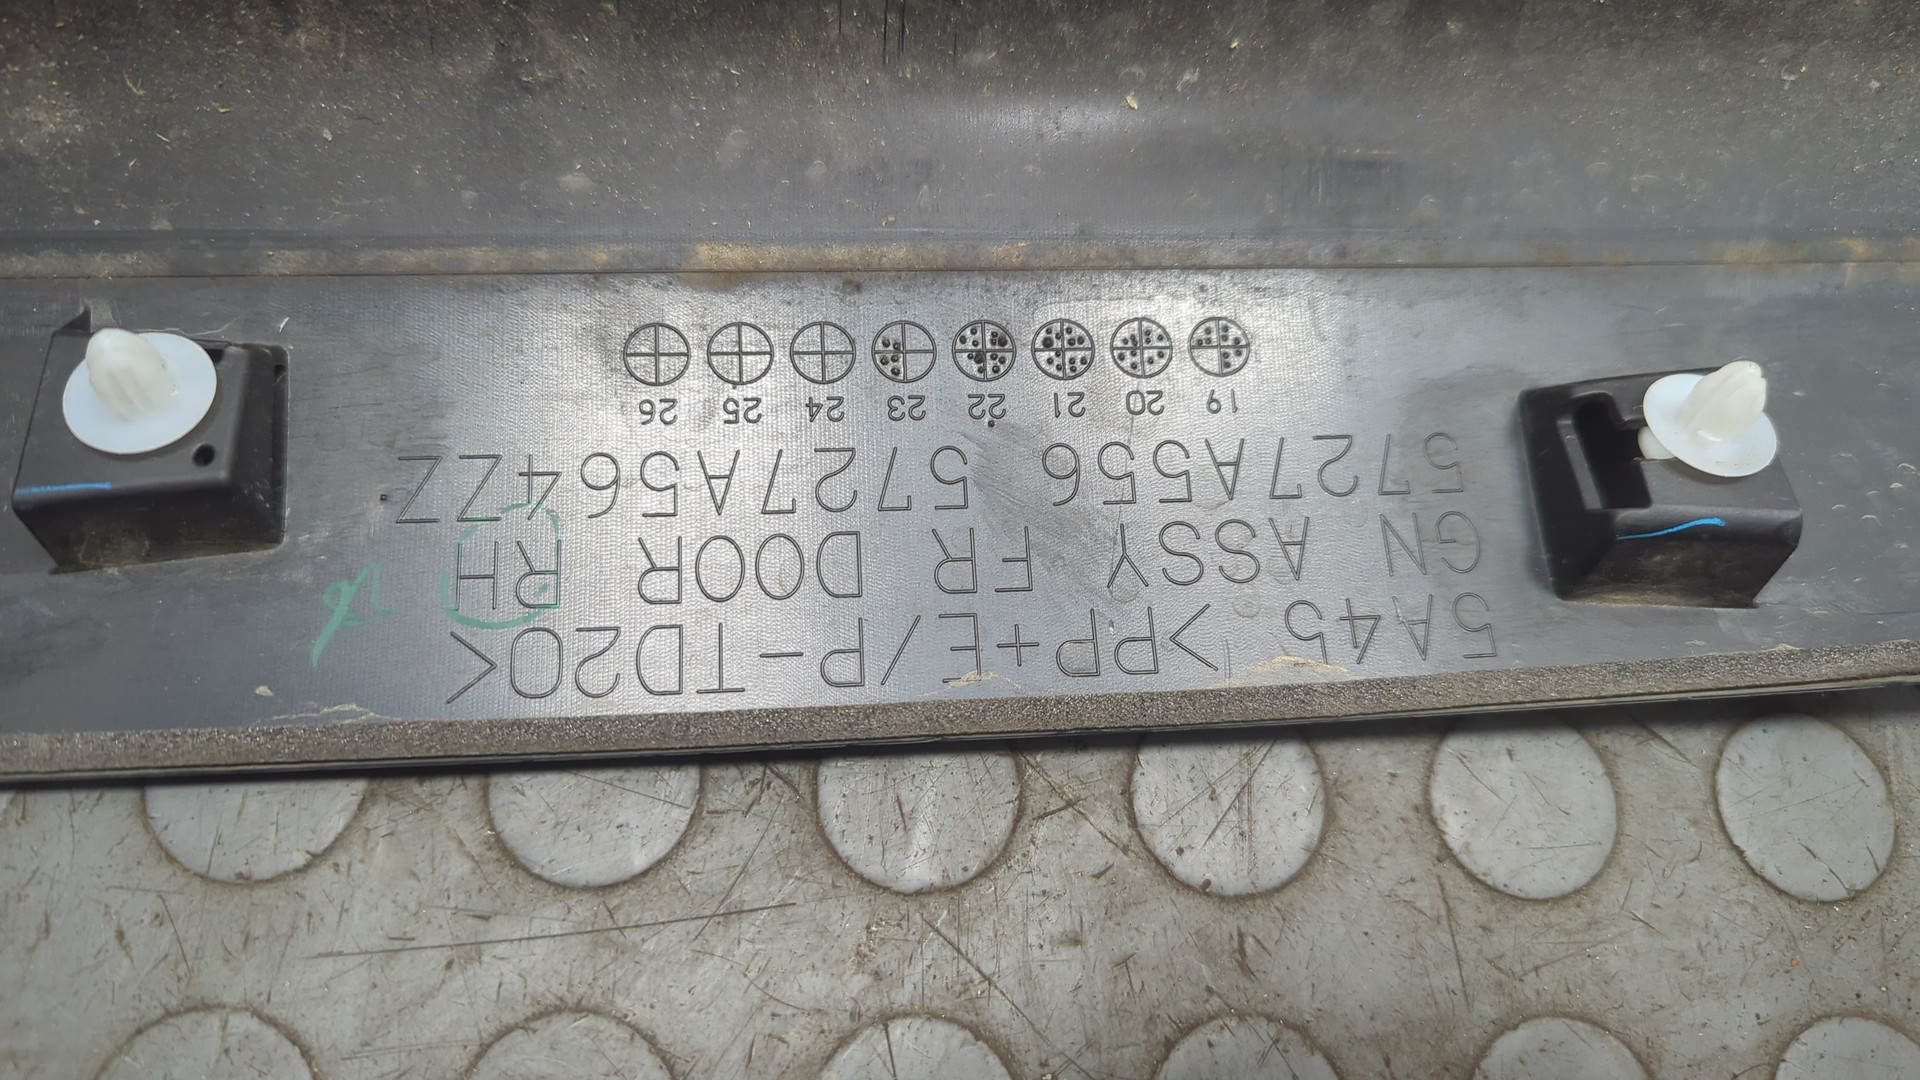 5A45 >PP+E/P-TD20<
GN ASSY FR DOOR RH
5727A556 5727A564ZZ
19 20 21 22 23 24 25 26